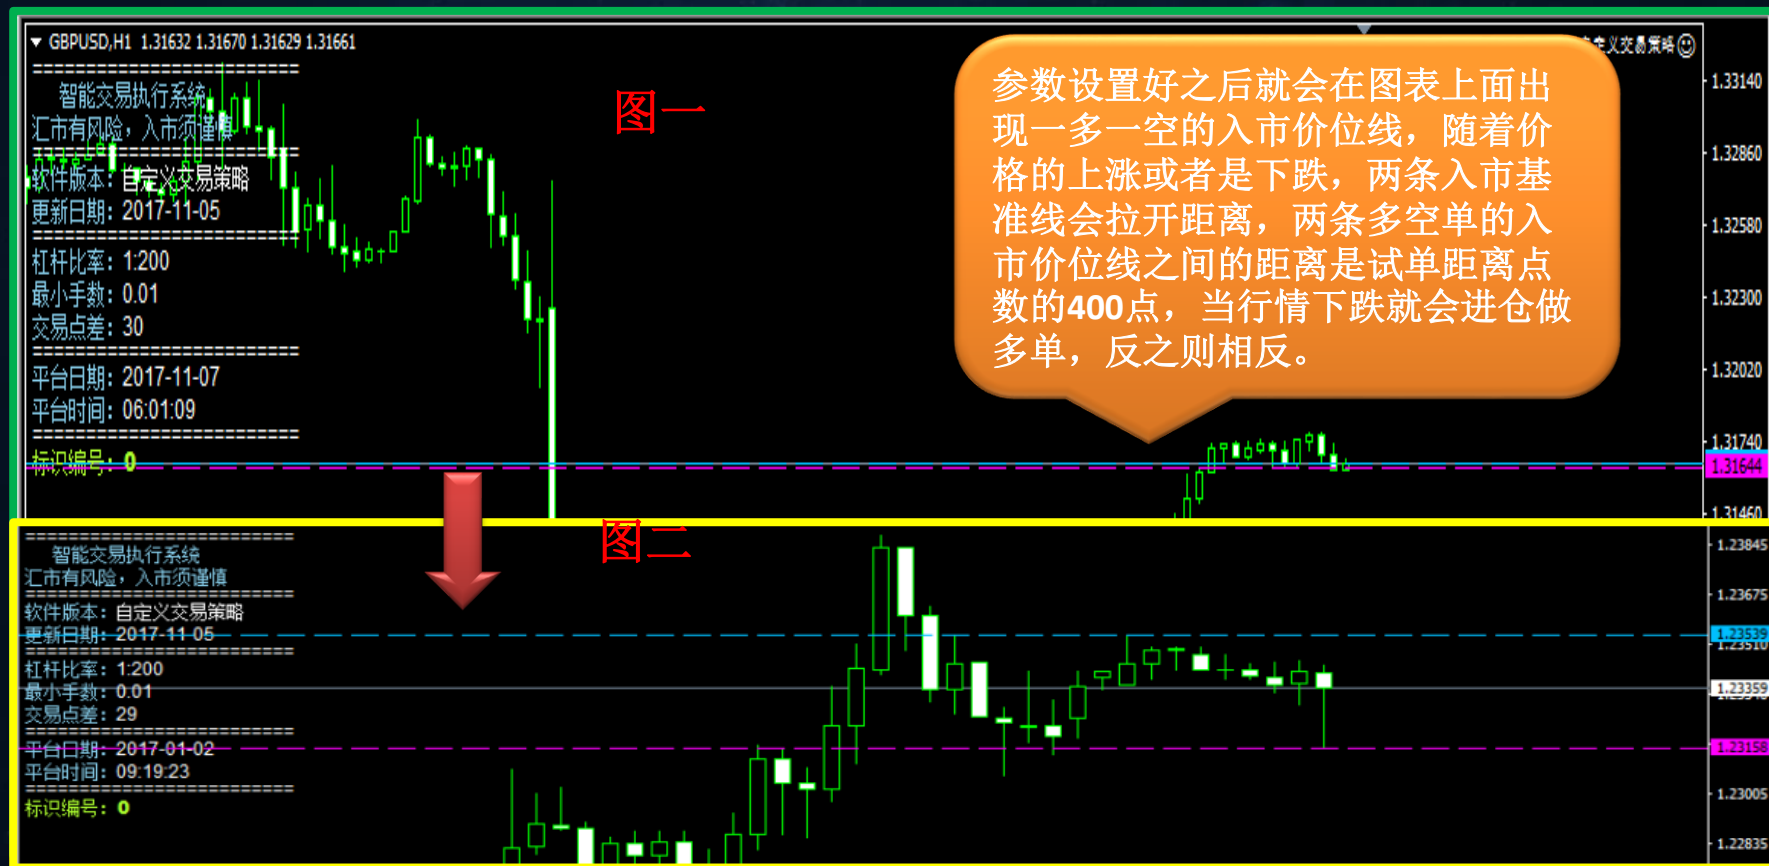 GBPUSD,H1 1.31632 1.31670 1.31629 1.31661
自定义交易策略
========================
智能交易执行系统
汇市有风险，入市须谨慎
========================
软件版本：自定义交易策略
更新日期：2017-11-05
========================
杠杆比率：1:200
最小手数：0.01
交易点差：30
========================
平台日期：2017-11-07
平台时间：06:01:09
========================
标识编号：0
图一
参数设置好之后就会在图表上面出
现一多一空的入市价位线，随着价
格的上涨或者是下跌，两条入市基
准线会拉开距离，两条多空单的入
市价位线之间的距离是试单距离点
数的400点，当行情下跌就会进仓做
多单，反之则相反。
1.33140
1.32860
1.32580
1.32300
1.32020
1.31740
1.31644
1.31460
图二
========================
智能交易执行系统
汇市有风险，入市须谨慎
========================
软件版本：自定义交易策略
更新日期：2017-11-05
========================
杠杆比率：1:200
最小手数：0.01
交易点差：29
========================
平台日期：2017-01-02
平台时间：09:19:23
========================
标识编号：0
1.23845
1.23675
1.23539
1.23510
1.23359
1.23158
1.23005
1.22835